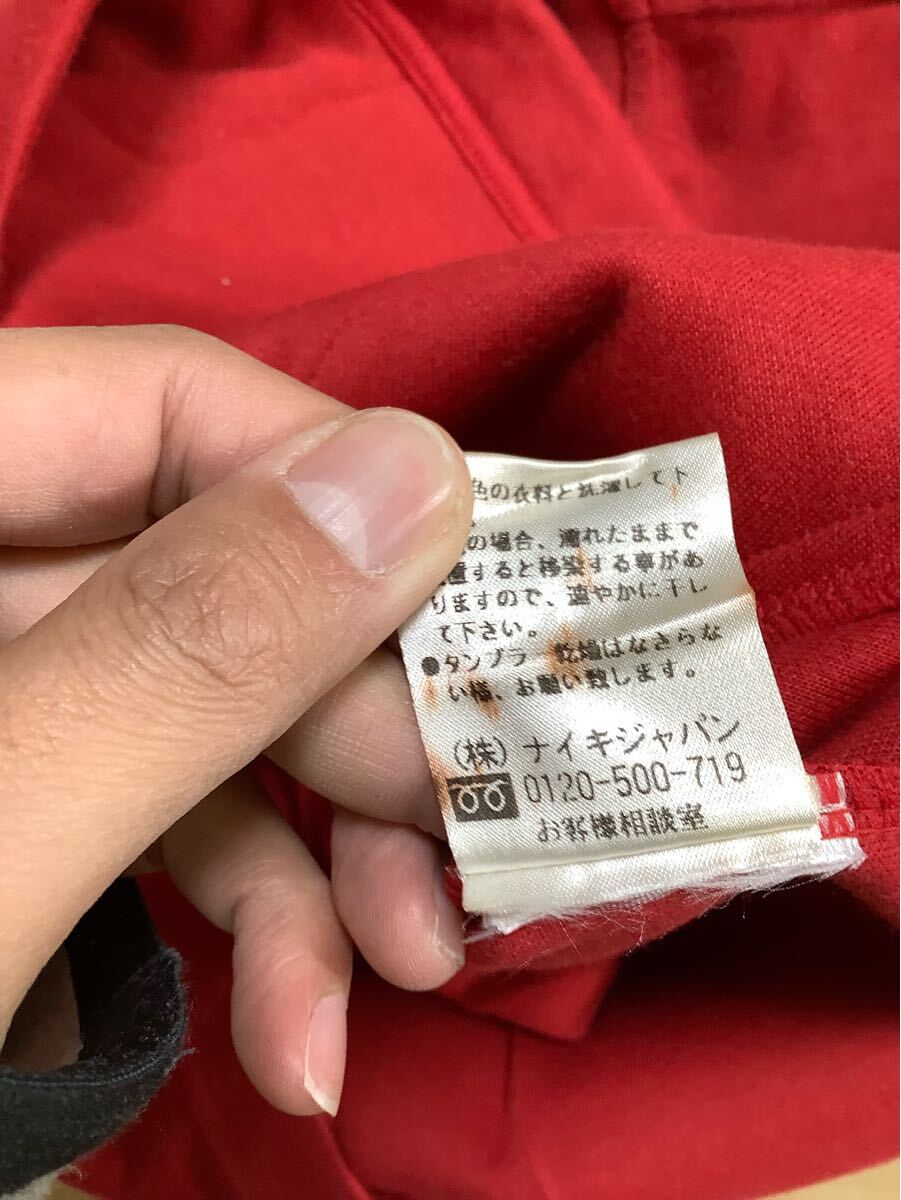 色の衣料と洗濯して下
の場合、濡れたままで
置すると移染する事があ
りますので、速やかに干し
て下さい。
●タンブラー乾燥はなさらな
い様、お願い致します。
(株)ナイキジャパン
0120-500-719
お客様相談室